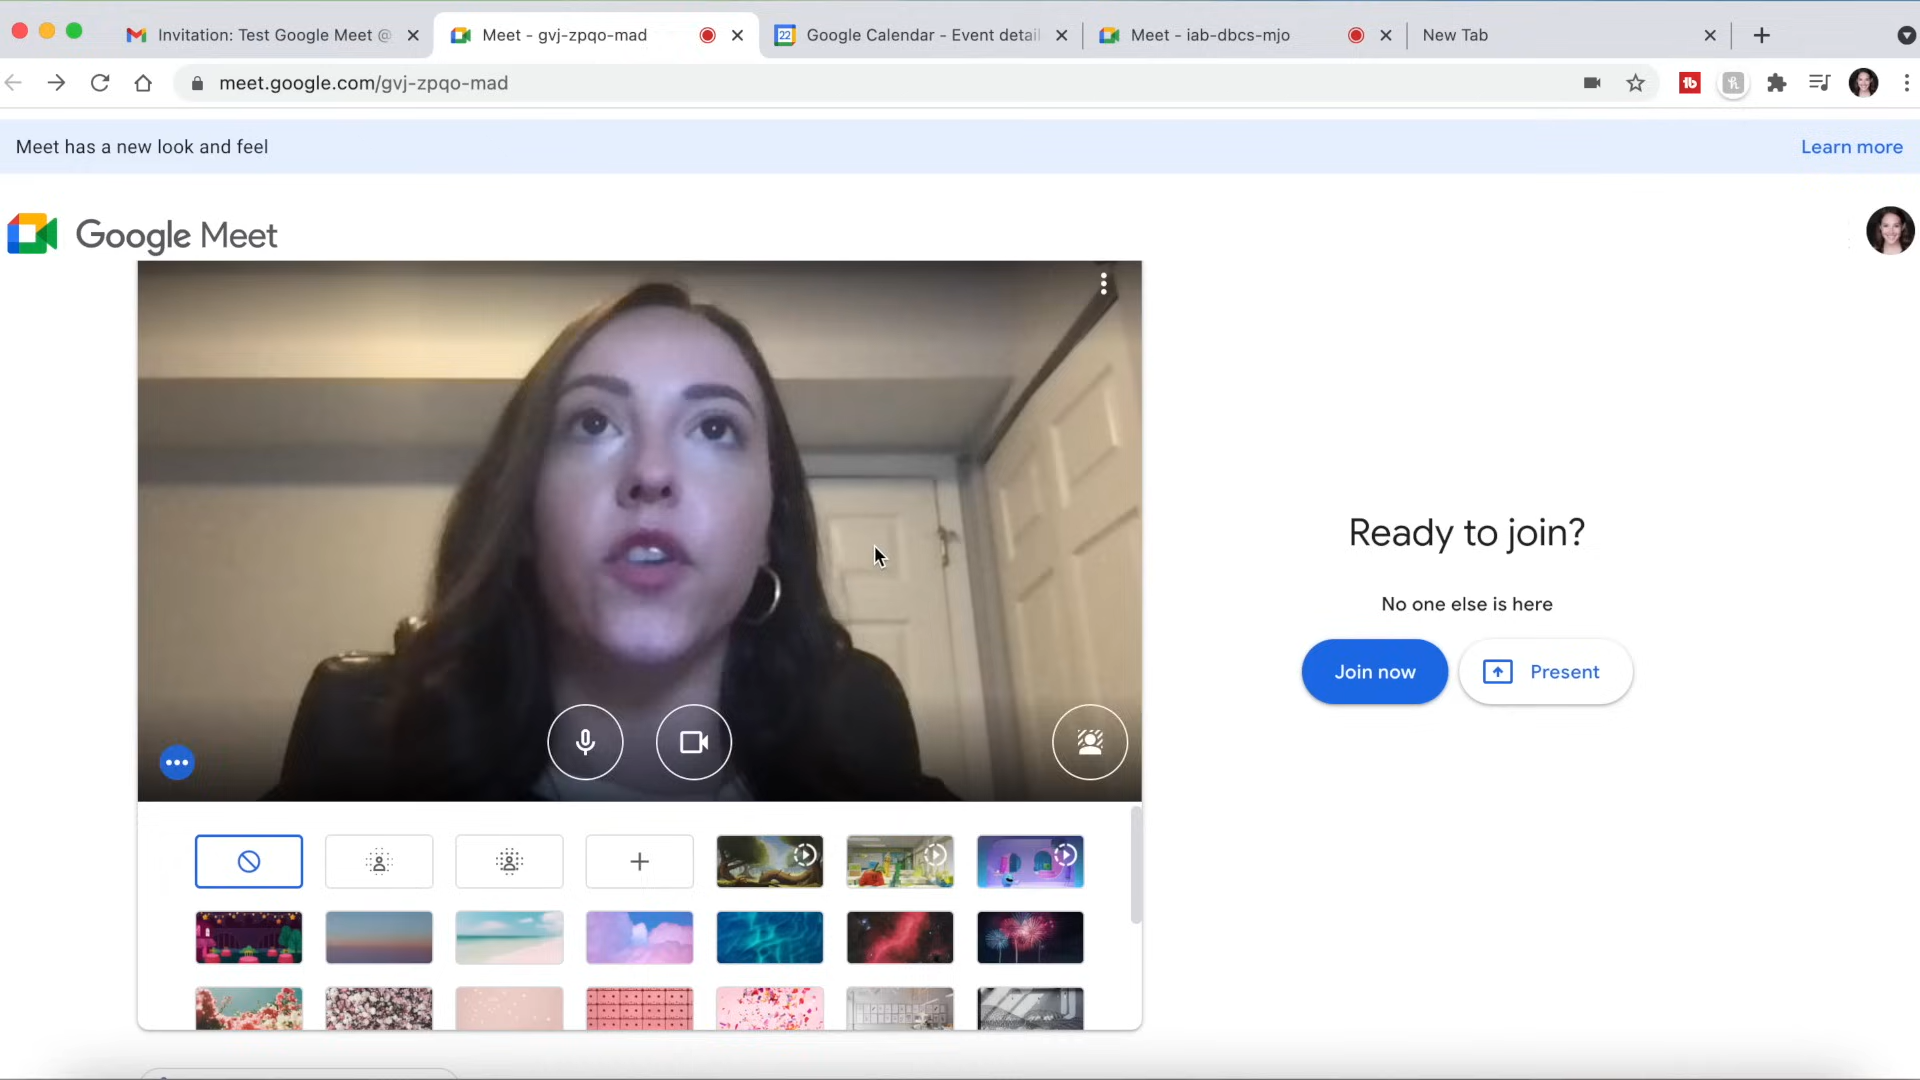 Invitation: Test Google Meet @
Meet - gvj-zpqo-mad
22
Google Calendar - Event detail
Meet - iab-dbcs-mjo
New Tab
meet.google.com/gvj-zpqo-mad
tb
Meet has a new look and feel
Learn more
Google Meet
Ready to join?
No one else is here
Join now
Present